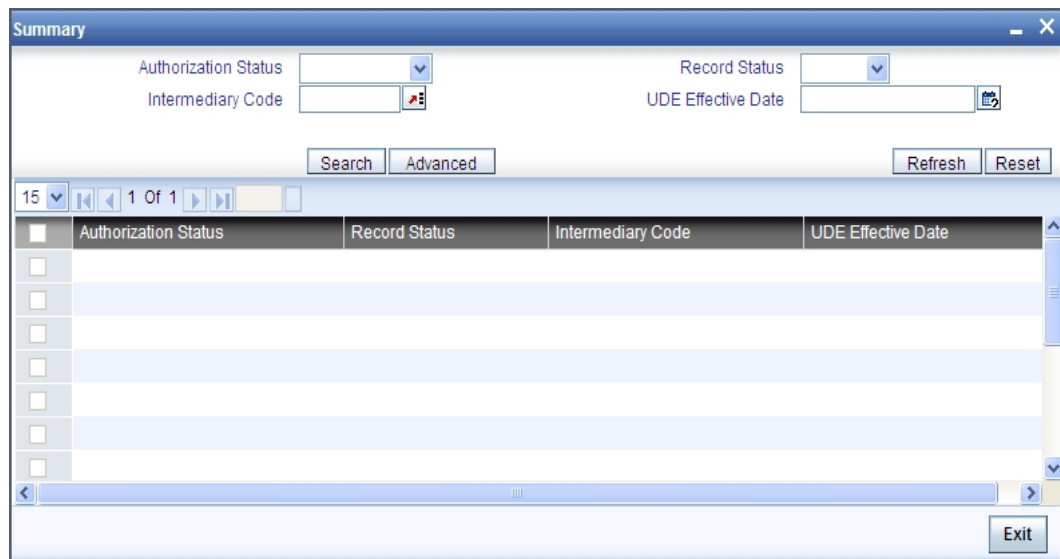 Summary
Authorization Status
Record Status
Intermediary Code
UDE Effective Date
Search Advanced Refresh Reset
15 1 Of 1
Authorization Status Record Status Intermediary Code UDE Effective Date
Exit